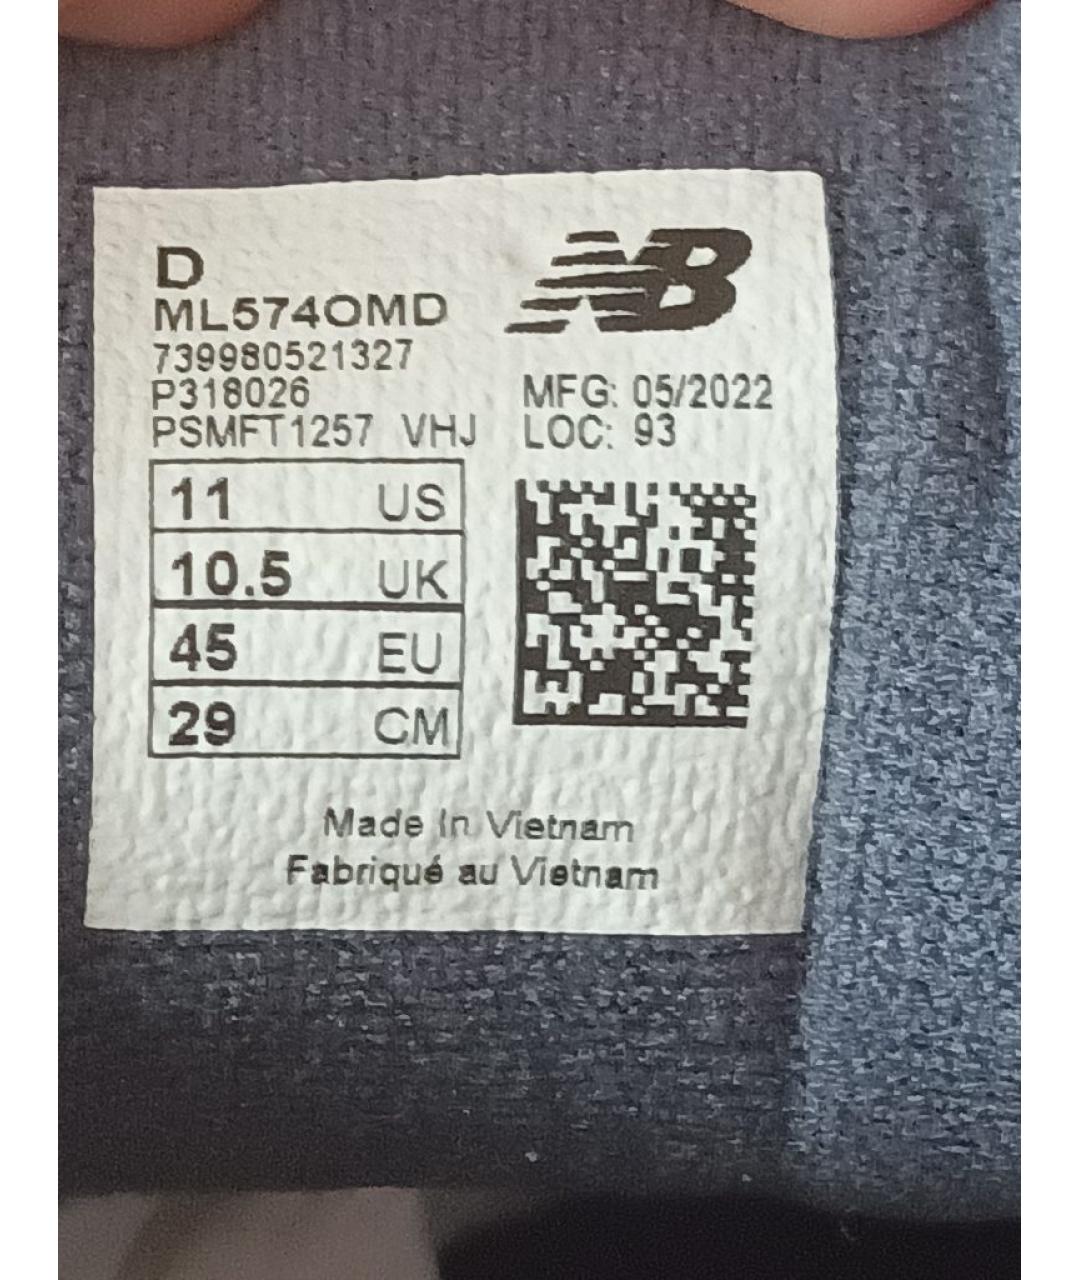 D
NB
ML574OMD
739980521327
P318026
MFG: 05/2022
PSMFT1257 VHJ
LOC: 93
11 US
10.5 UK
45 EU
29 CM
Made In Vietnam
Fabriqué au Vietnam